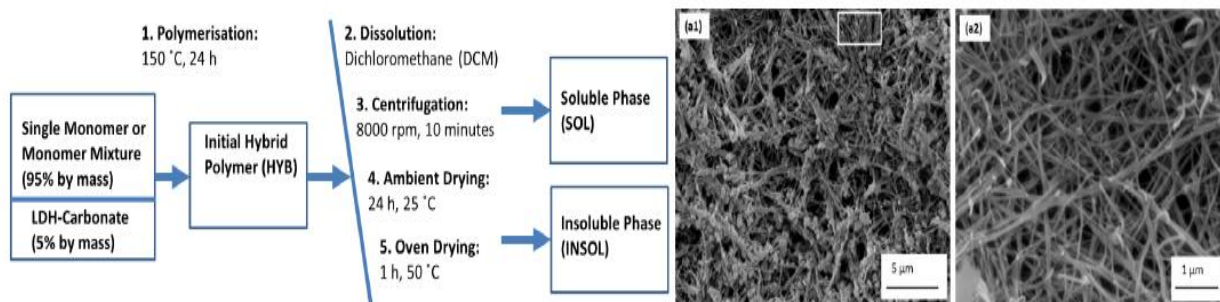 1. Polymerisation:
150 ˚C, 24 h
Single Monomer or
Monomer Mixture
(95% by mass)
LDH-Carbonate
(5% by mass)
Initial Hybrid
Polymer (HYB)
2. Dissolution:
Dichloromethane (DCM)
3. Centrifugation:
8000 rpm, 10 minutes
4. Ambient Drying:
24 h, 25 ˚C
5. Oven Drying:
1 h, 50 ˚C
Soluble Phase
(SOL)
Insoluble Phase
(INSOL)
(a1)
5 µm
(a2)
1 µm